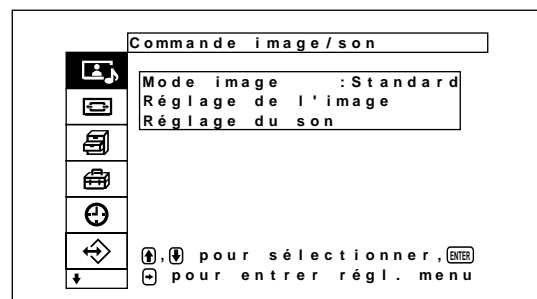 Commande image/son
Mode image :Standard
Réglage de l'image
Réglage du son
, pour sélectionner, ENTER
pour entrer régl. menu